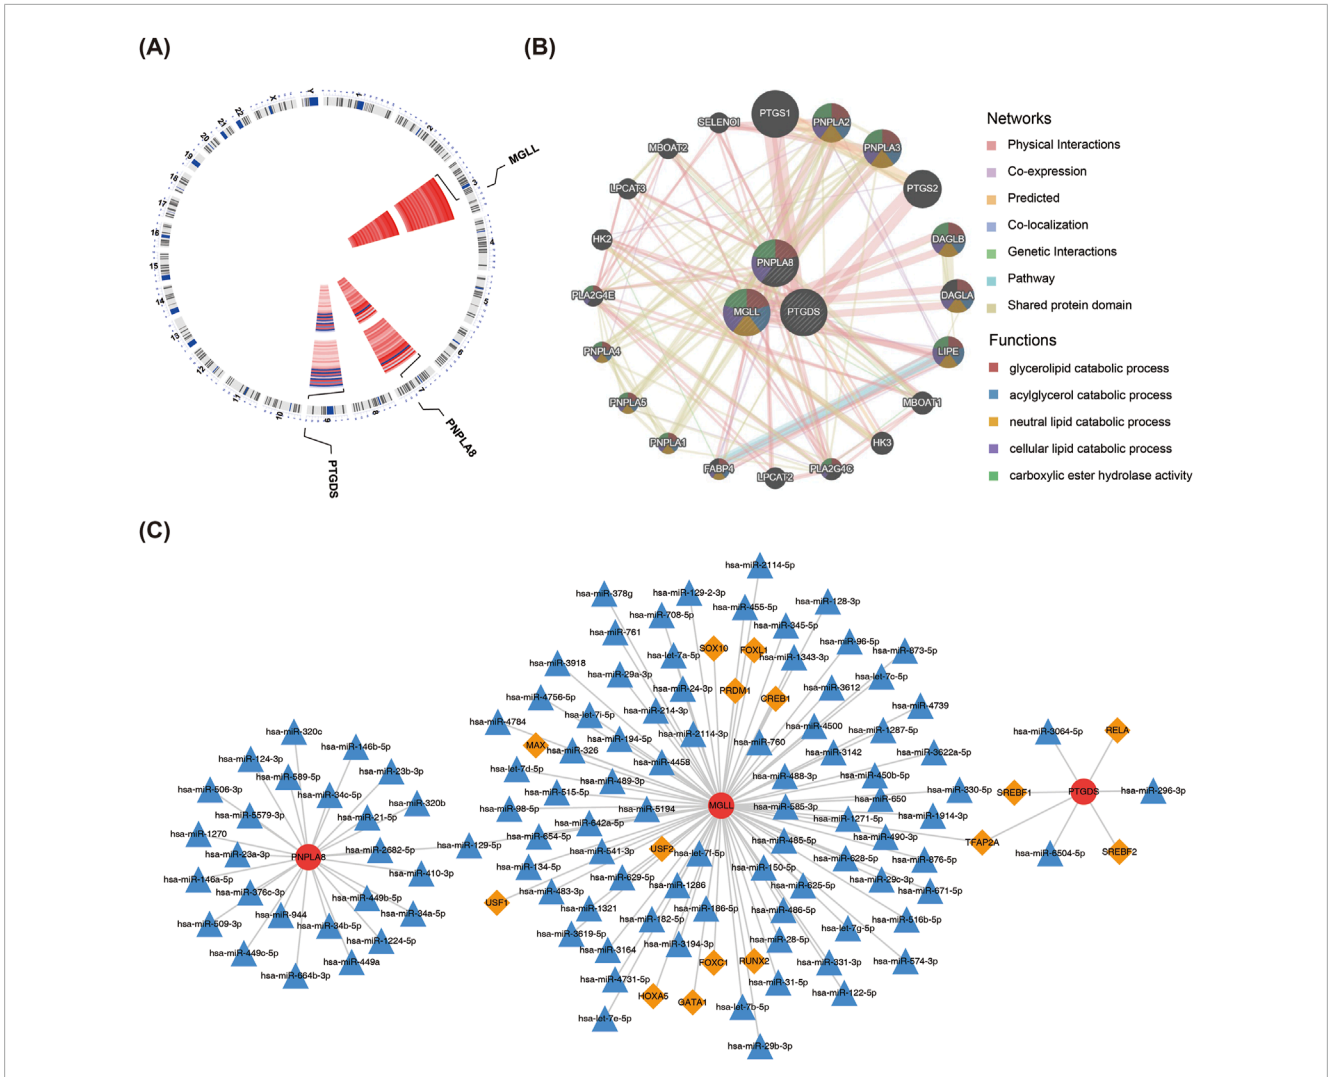 (A)
(B)
(C)
Y
1
2
3
4
5
6
7
8
9
10
11
12
13
14
15
16
17
18
19
20
21
22
X
MGLL
PNPLA8
PTGDS
PTGS1
PNPLA2
PNPLA3
PTGS2
DAGLB
DAGLA
LIPE
MBOAT1
HK3
PLA2G4C
LPCAT2
FABP4
PNPLA1
PNPLA5
PNPLA4
PLA2G4E
HK2
LPCAT3
MBOAT2
SELENOI
PNPLA8
MGLL
PTGDS
Networks
Physical Interactions
Co-expression
Predicted
Co-localization
Genetic Interactions
Pathway
Shared protein domain
Functions
glycerolipid catabolic process
acylglycerol catabolic process
neutral lipid catabolic process
cellular lipid catabolic process
carboxylic ester hydrolase activity
hsa-miR-320c
hsa-miR-146b-5p
hsa-miR-124-3p
hsa-miR-589-5p
hsa-miR-23b-3p
hsa-miR-506-3p
hsa-miR-34c-5p
hsa-miR-320b
hsa-miR-5579-3p
hsa-miR-21-5p
hsa-miR-1270
hsa-miR-23a-3p
hsa-miR-2682-5p
PNPLA8
hsa-miR-146a-5p
hsa-miR-410-3p
hsa-miR-376c-3p
hsa-miR-449b-5p
hsa-miR-944
hsa-miR-34a-5p
hsa-miR-509-3p
hsa-miR-34b-5p
hsa-miR-1224-5p
hsa-miR-449c-5p
hsa-miR-449a
hsa-miR-664b-3p
hsa-miR-129-5p
hsa-miR-2114-5p
hsa-miR-378g
hsa-miR-129-2-3p
hsa-miR-128-3p
hsa-miR-708-5p
hsa-miR-455-5p
hsa-miR-345-5p
hsa-miR-761
hsa-miR-96-5p
SOX10
FOXL1
hsa-miR-873-5p
hsa-let-7a-5p
hsa-miR-1343-3p
hsa-miR-3918
hsa-miR-29a-3p
hsa-let-7c-5p
hsa-miR-24-3p
PRDM1
CREB1
hsa-miR-3612
hsa-miR-4756-5p
hsa-miR-4739
hsa-let-7i-5p
hsa-miR-214-3p
hsa-miR-4784
hsa-miR-4500
hsa-miR-1287-5p
hsa-miR-194-5p
hsa-miR-2114-3p
MAX
hsa-miR-326
hsa-miR-760
hsa-miR-3142
hsa-miR-3622a-5p
hsa-miR-4458
hsa-let-7d-5p
hsa-miR-489-3p
hsa-miR-488-3p
hsa-miR-450b-5p
hsa-miR-515-5p
hsa-miR-330-5p
hsa-miR-650
hsa-miR-98-5p
hsa-miR-5194
MGLL
hsa-miR-585-3p
hsa-miR-1914-3p
hsa-miR-642a-5p
hsa-miR-1271-5p
hsa-miR-654-5p
hsa-miR-490-3p
hsa-miR-485-5p
hsa-miR-541-3p
USF2
hsa-let-7f-5p
hsa-miR-628-5p
hsa-miR-876-5p
hsa-miR-134-5p
hsa-miR-150-5p
hsa-miR-629-5p
hsa-miR-29c-3p
hsa-miR-1286
hsa-miR-625-5p
hsa-miR-483-3p
hsa-miR-671-5p
USF1
hsa-miR-1321
hsa-miR-186-5p
hsa-miR-486-5p
hsa-miR-182-5p
hsa-miR-516b-5p
hsa-let-7g-5p
hsa-miR-3619-5p
hsa-miR-28-5p
hsa-miR-3194-3p
hsa-miR-3164
FOXC1
RUNX2
hsa-miR-331-3p
hsa-miR-574-3p
hsa-miR-4731-5p
hsa-miR-31-5p
HOXA5
GATA1
hsa-miR-122-5p
hsa-let-7b-5p
hsa-let-7e-5p
hsa-miR-29b-3p
hsa-miR-3064-5p
RELA
SREBF1
PTGDS
hsa-miR-296-3p
TFAP2A
hsa-miR-6504-5p
SREBF2